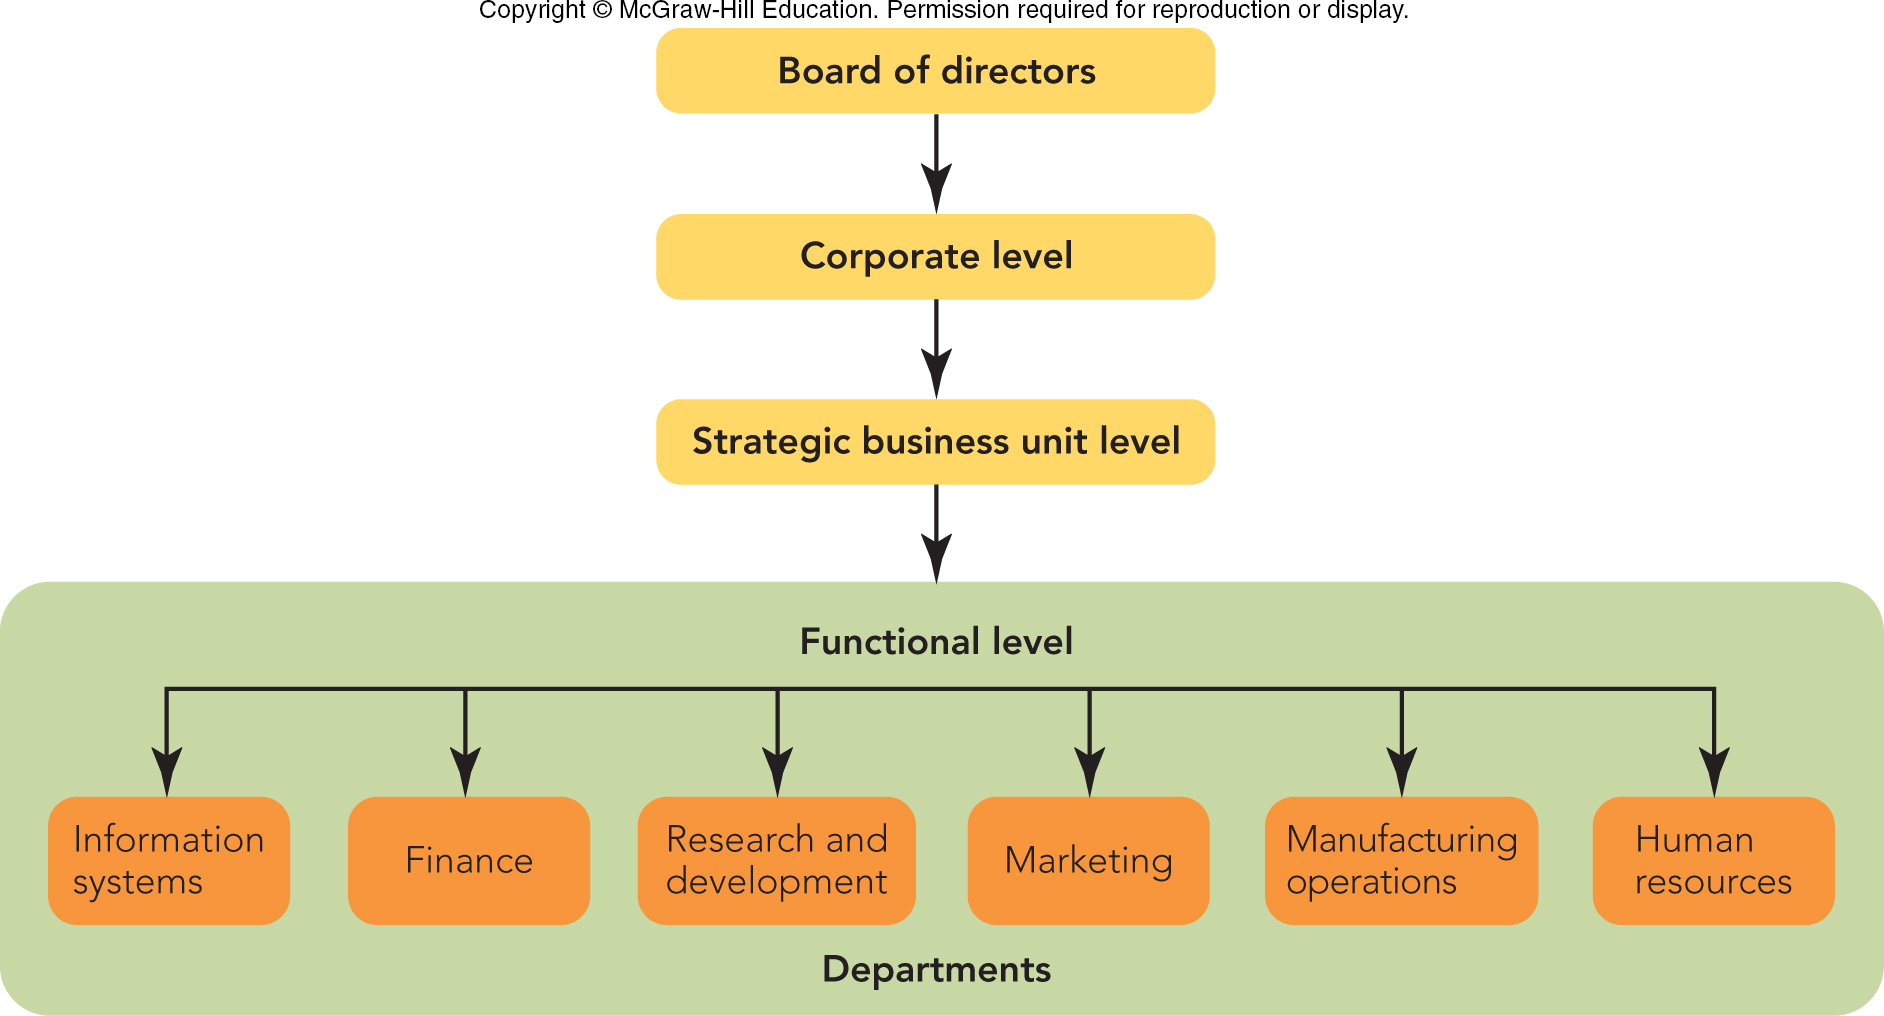 Copyright © McGraw-Hill Education. Permission required for reproduction or display.
Board of directors
Corporate level
Strategic business unit level
Functional level
Information
systems
Finance
Research and
development
Marketing
Manufacturing
operations
Human
resources
Departments